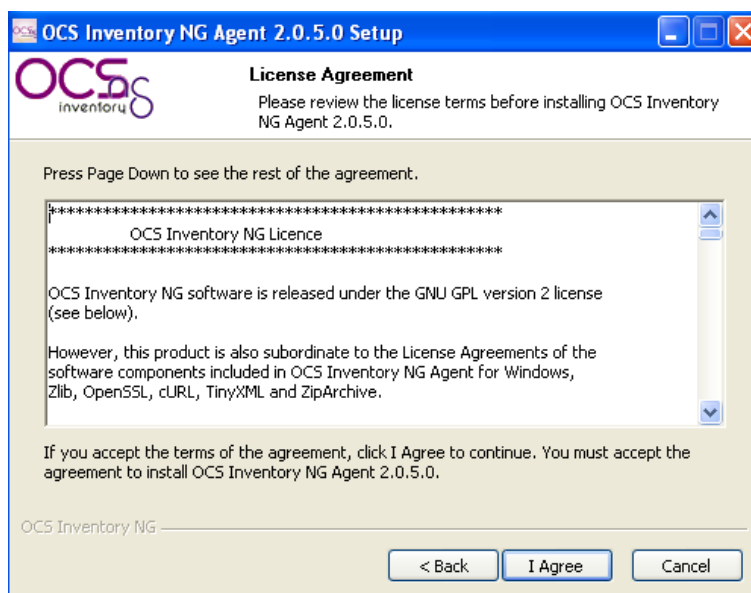 OCS Inventory NG Agent 2.0.5.0 Setup
OCSng
inventory
License Agreement
Please review the license terms before installing OCS Inventory
NG Agent 2.0.5.0.
Press Page Down to see the rest of the agreement.
****************************************************
OCS Inventory NG Licence
****************************************************
OCS Inventory NG software is released under the GNU GPL version 2 license
(see below).
However, this product is also subordinate to the License Agreements of the
software components included in OCS Inventory NG Agent for Windows,
Zlib, OpenSSL, cURL, TinyXML and ZipArchive.
If you accept the terms of the agreement, click I Agree to continue. You must accept the
agreement to install OCS Inventory NG Agent 2.0.5.0.
OCS Inventory NG
< Back
I Agree
Cancel